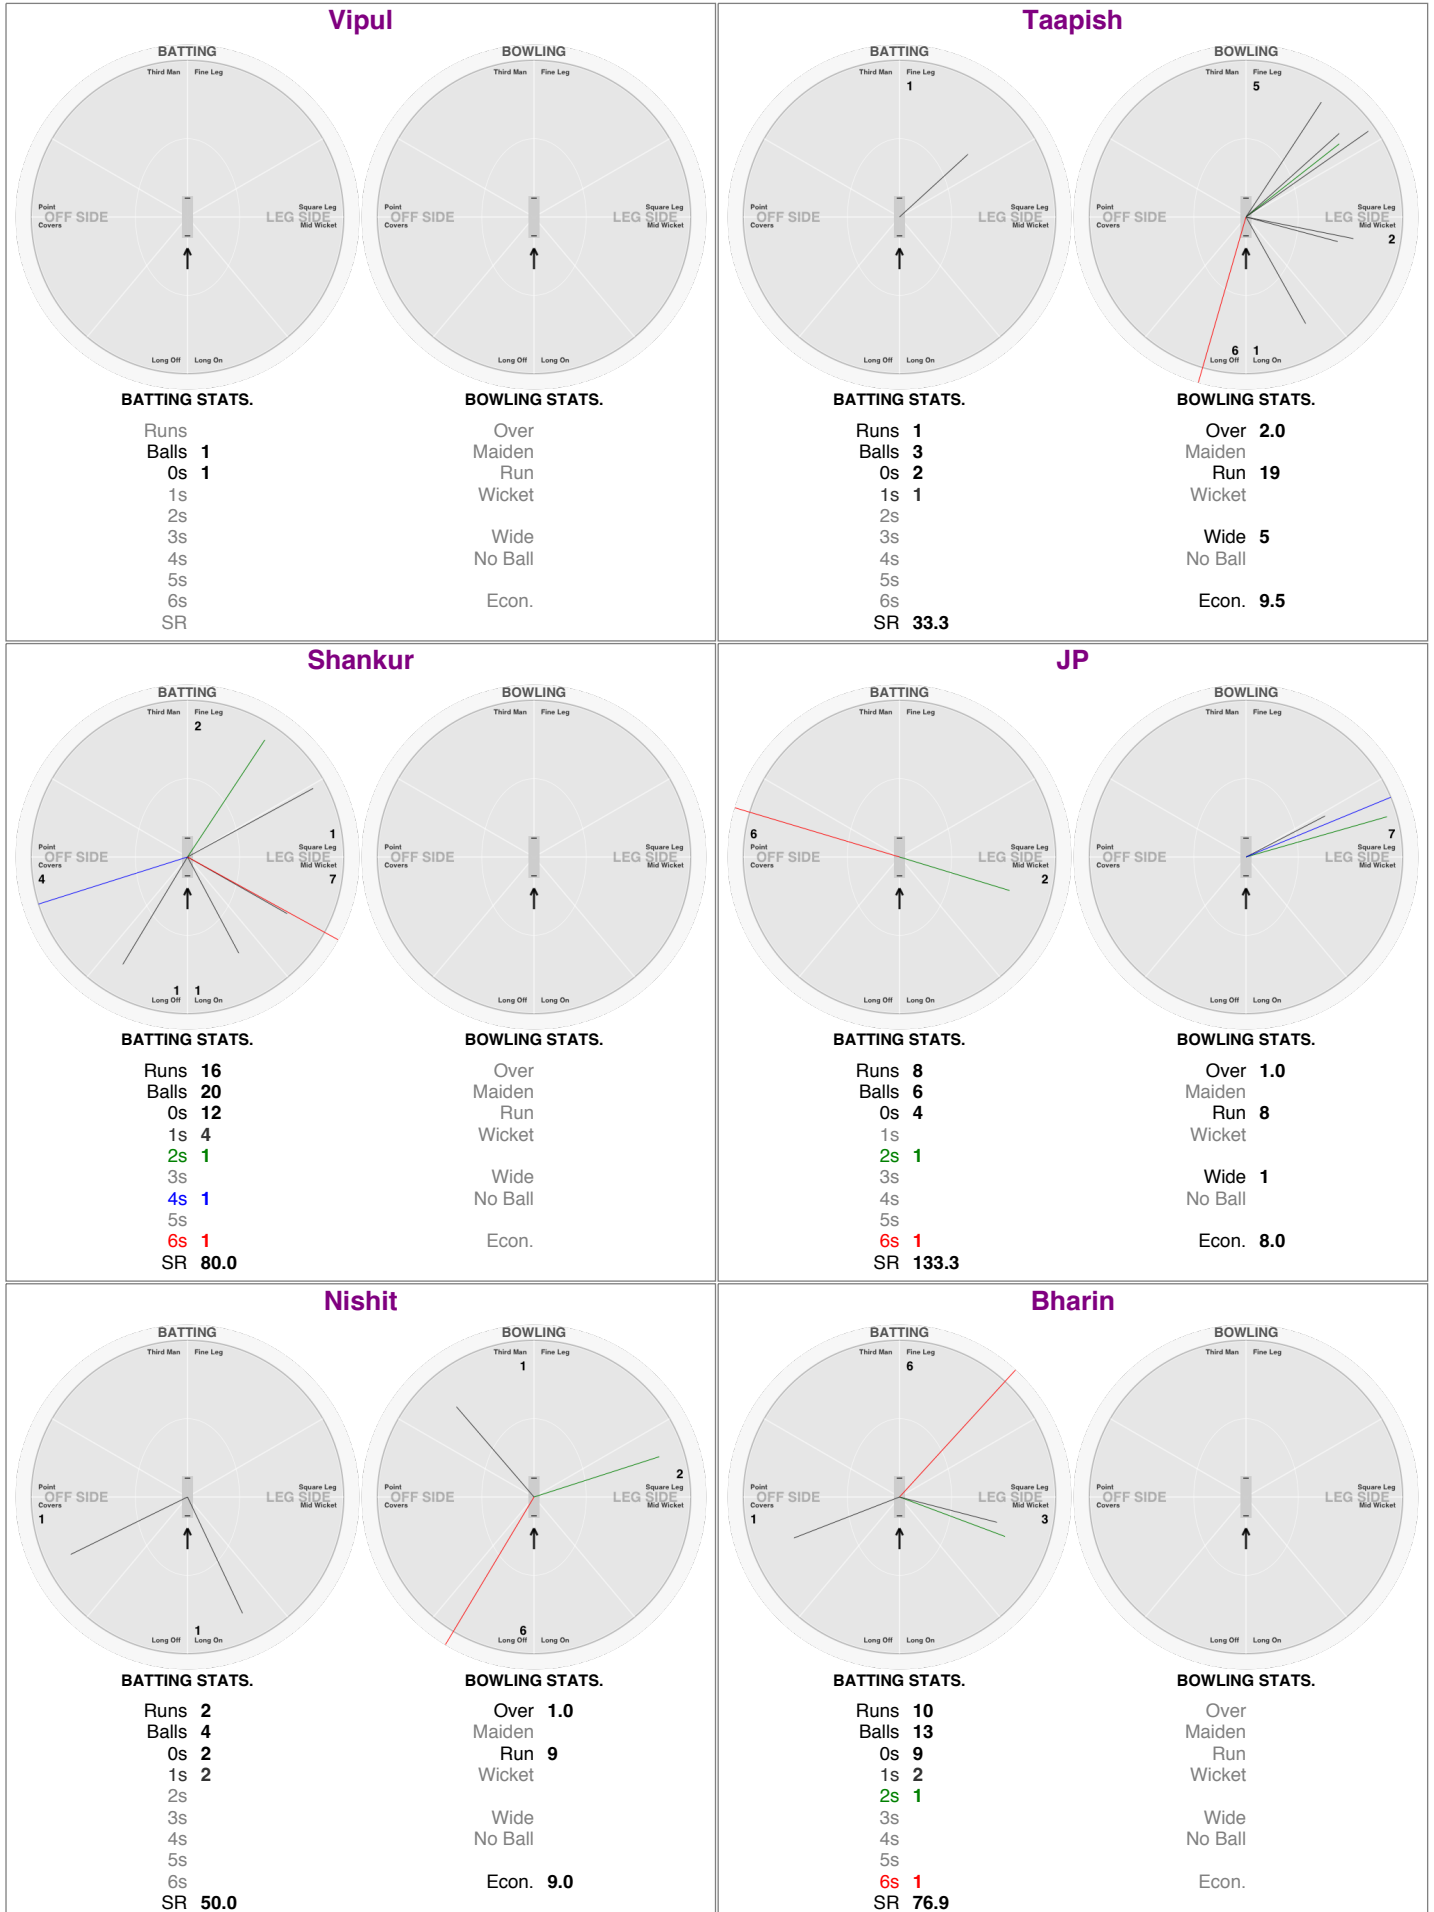 Vipul
BATTING
BOWLING
Third Man Fine Leg
Third Man Fine Leg
Point Square Leg
OFF SIDE LEG SIDE
Covers Mid Wicket
Point Square Leg
OFF SIDE LEG SIDE
Covers Mid Wicket
Long Off Long On
Long Off Long On
BATTING STATS.
Runs
Balls 1
0s 1
1s
2s
3s
4s
5s
6s
SR
BOWLING STATS.
Over
Maiden
Run
Wicket
Wide
No Ball
Econ.
Taapish
BATTING
BOWLING
Third Man Fine Leg
1
Third Man Fine Leg
5
Point Square Leg
OFF SIDE LEG SIDE
Covers Mid Wicket
Point Square Leg
OFF SIDE LEG SIDE
Covers Mid Wicket
2
Long Off Long On
6 1
Long Off Long On
BATTING STATS.
Runs 1
Balls 3
0s 2
1s 1
2s
3s
4s
5s
6s
SR 33.3
BOWLING STATS.
Over 2.0
Maiden
Run 19
Wicket
Wide 5
No Ball
Econ. 9.5
Shankur
BATTING
BOWLING
Third Man Fine Leg
2
Third Man Fine Leg
1
Point Square Leg
OFF SIDE LEG SIDE
Covers Mid Wicket
4 7
Point Square Leg
OFF SIDE LEG SIDE
Covers Mid Wicket
1 1
Long Off Long On
Long Off Long On
BATTING STATS.
Runs 16
Balls 20
0s 12
1s 4
2s 1
3s
4s 1
5s
6s 1
SR 80.0
BOWLING STATS.
Over
Maiden
Run
Wicket
Wide
No Ball
Econ.
JP
BATTING
BOWLING
Third Man Fine Leg
Third Man Fine Leg
6
Point Square Leg
OFF SIDE LEG SIDE
Covers Mid Wicket
2
7
Point Square Leg
OFF SIDE LEG SIDE
Covers Mid Wicket
Long Off Long On
Long Off Long On
BATTING STATS.
Runs 8
Balls 6
0s 4
1s
2s 1
3s
4s
5s
6s 1
SR 133.3
BOWLING STATS.
Over 1.0
Maiden
Run 8
Wicket
Wide 1
No Ball
Econ. 8.0
Nishit
BATTING
BOWLING
Third Man Fine Leg
Third Man Fine Leg
1
Point Square Leg
OFF SIDE LEG SIDE
Covers Mid Wicket
1
2
Point Square Leg
OFF SIDE LEG SIDE
Covers Mid Wicket
1
Long Off Long On
6
Long Off Long On
BATTING STATS.
Runs 2
Balls 4
0s 2
1s 2
2s
3s
4s
5s
6s
SR 50.0
BOWLING STATS.
Over 1.0
Maiden
Run 9
Wicket
Wide
No Ball
Econ. 9.0
Bharin
BATTING
BOWLING
Third Man Fine Leg
6
Third Man Fine Leg
Point Square Leg
OFF SIDE LEG SIDE
Covers Mid Wicket
1 3
Point Square Leg
OFF SIDE LEG SIDE
Covers Mid Wicket
Long Off Long On
Long Off Long On
BATTING STATS.
Runs 10
Balls 13
0s 9
1s 2
2s 1
3s
4s
5s
6s 1
SR 76.9
BOWLING STATS.
Over
Maiden
Run
Wicket
Wide
No Ball
Econ.